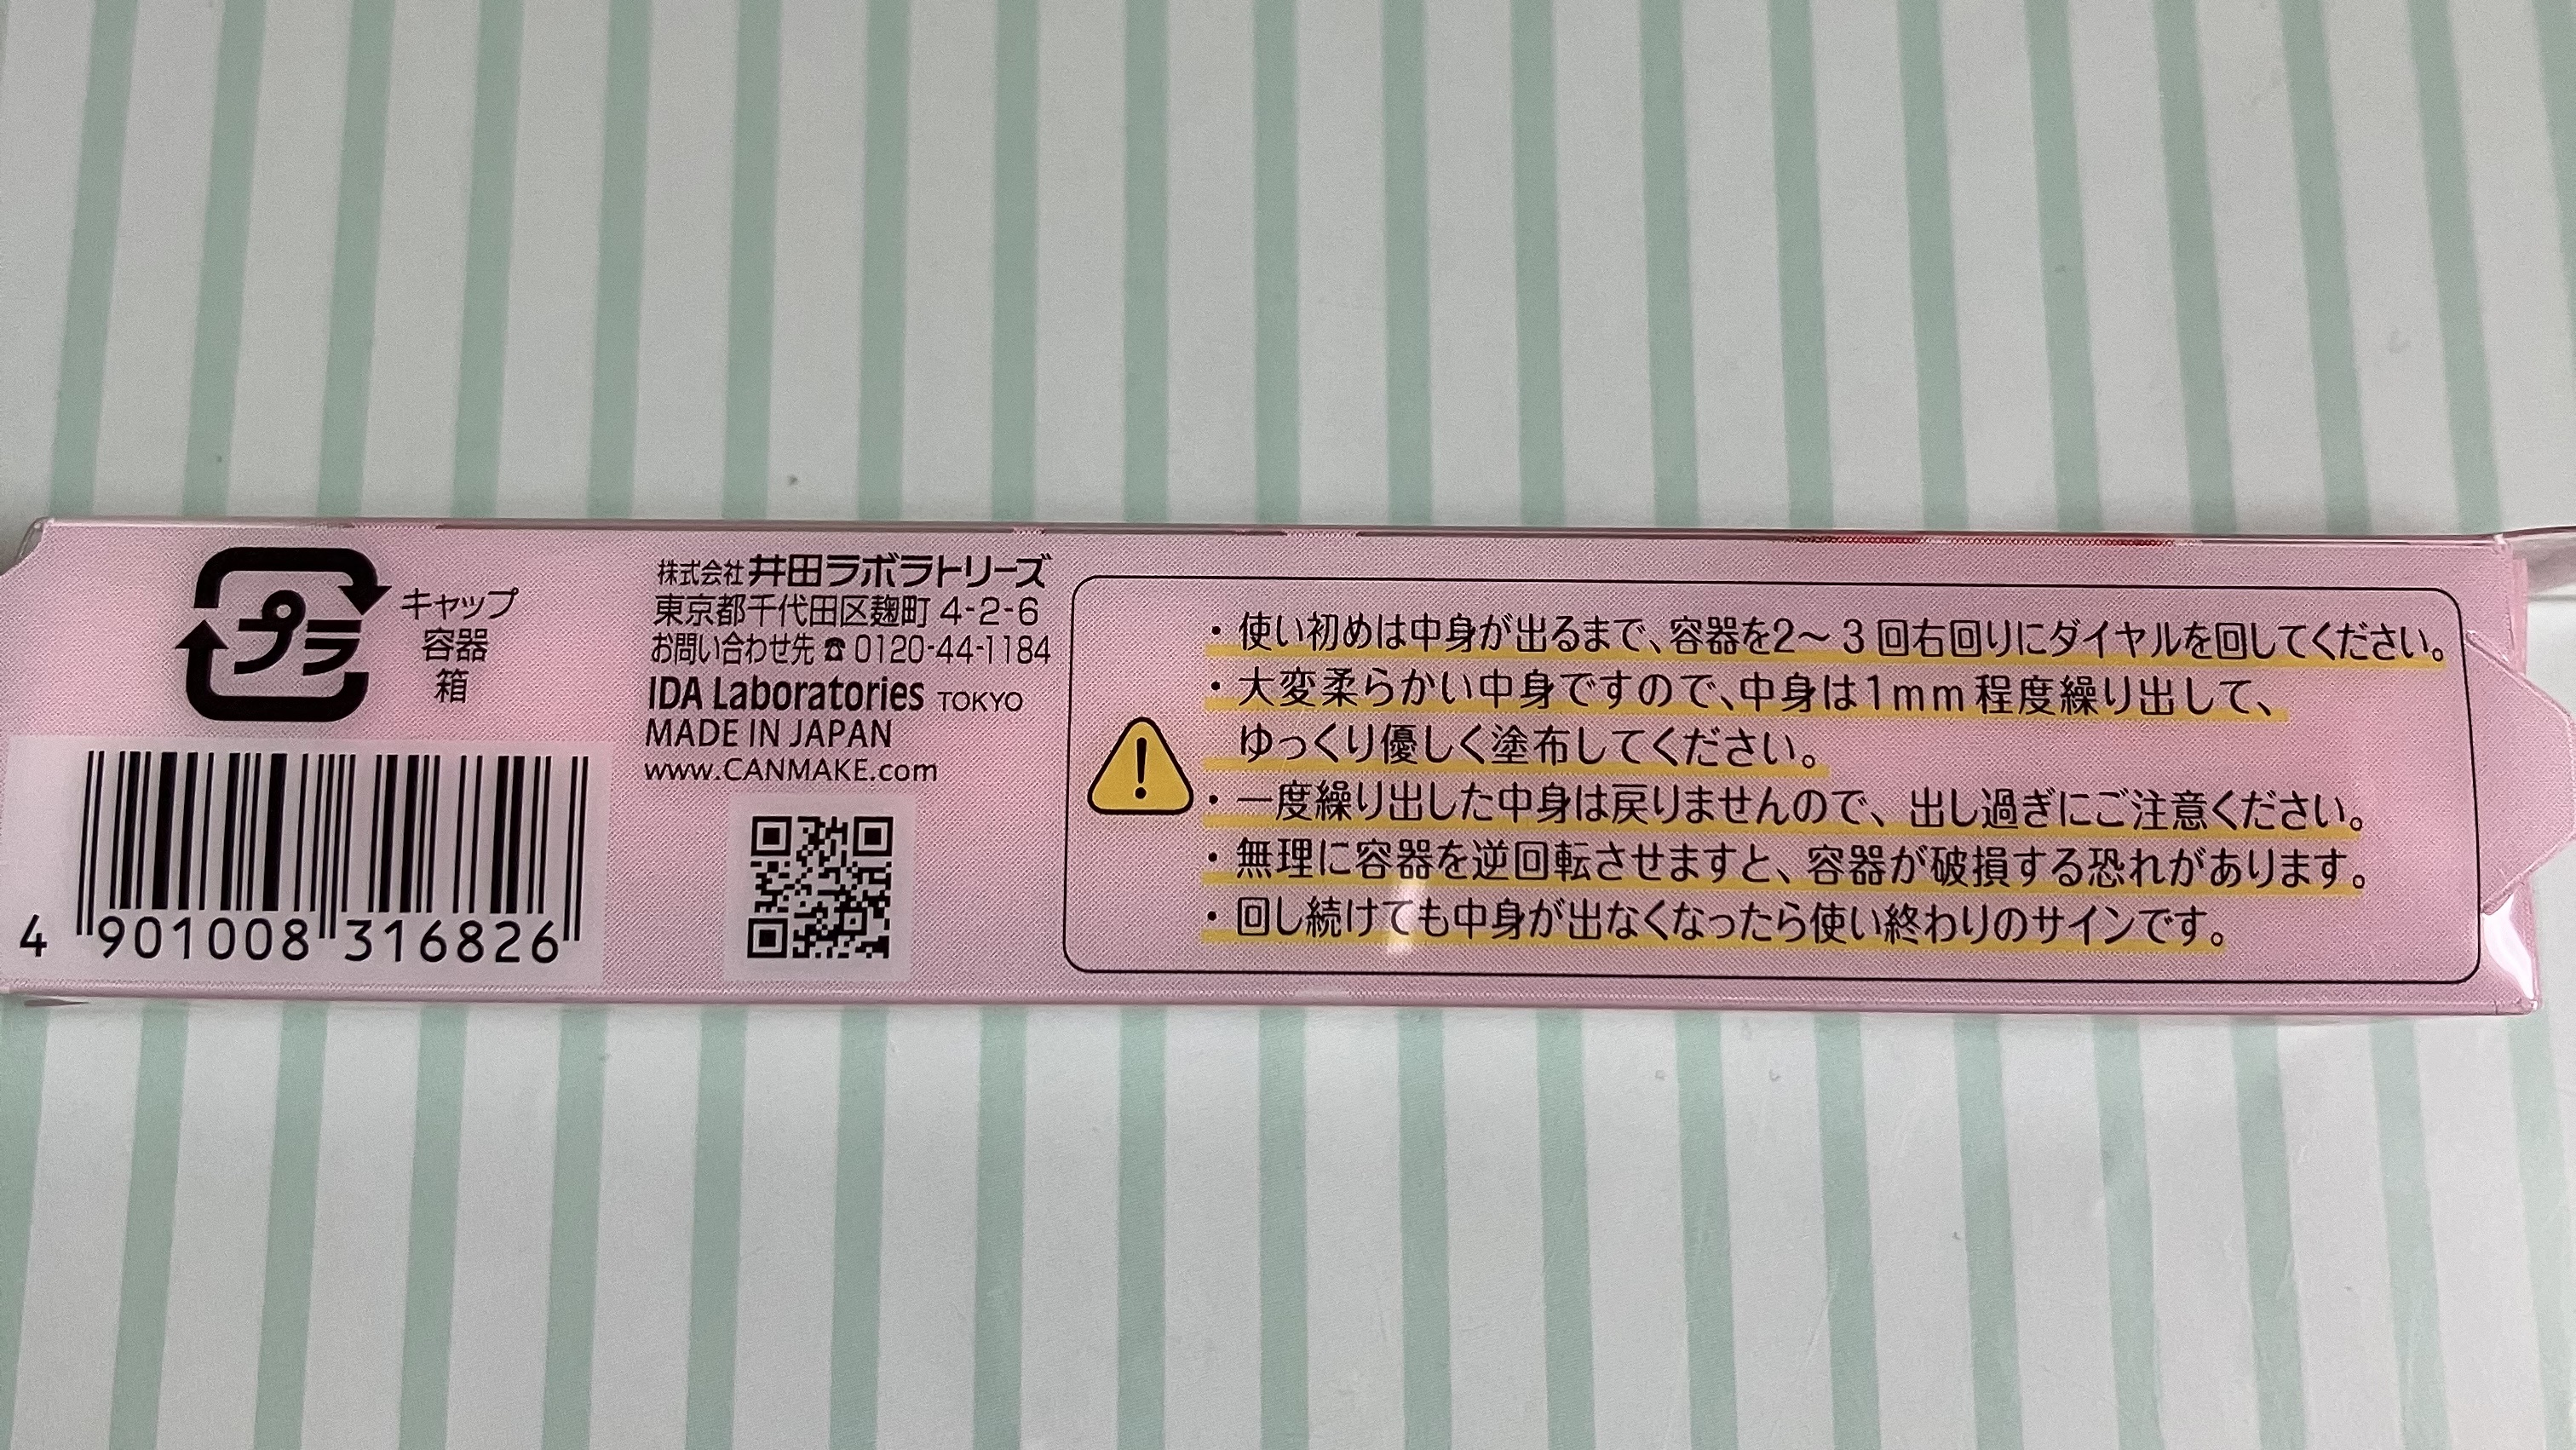 プラ
キャップ
容器
箱
4 901008 316826
株式会社 井田ラボラトリーズ
東京都千代田区麹町 4-2-6
お問い合わせ先 ☎ 0120-44-1184
IDA Laboratories TOKYO
MADE IN JAPAN
www.CANMAKE.com
・使い初めは中身が出るまで、容器を2〜3回右回りにダイヤルを回してください。
・大変柔らかい中身ですので、中身は1mm程度繰り出して、
ゆっくり優しく塗布してください。
・一度繰り出した中身は戻りませんので、出し過ぎにご注意ください。
・無理に容器を逆回転させますと、容器が破損する恐れがあります。
・回し続けても中身が出なくなったら使い終わりのサインです。